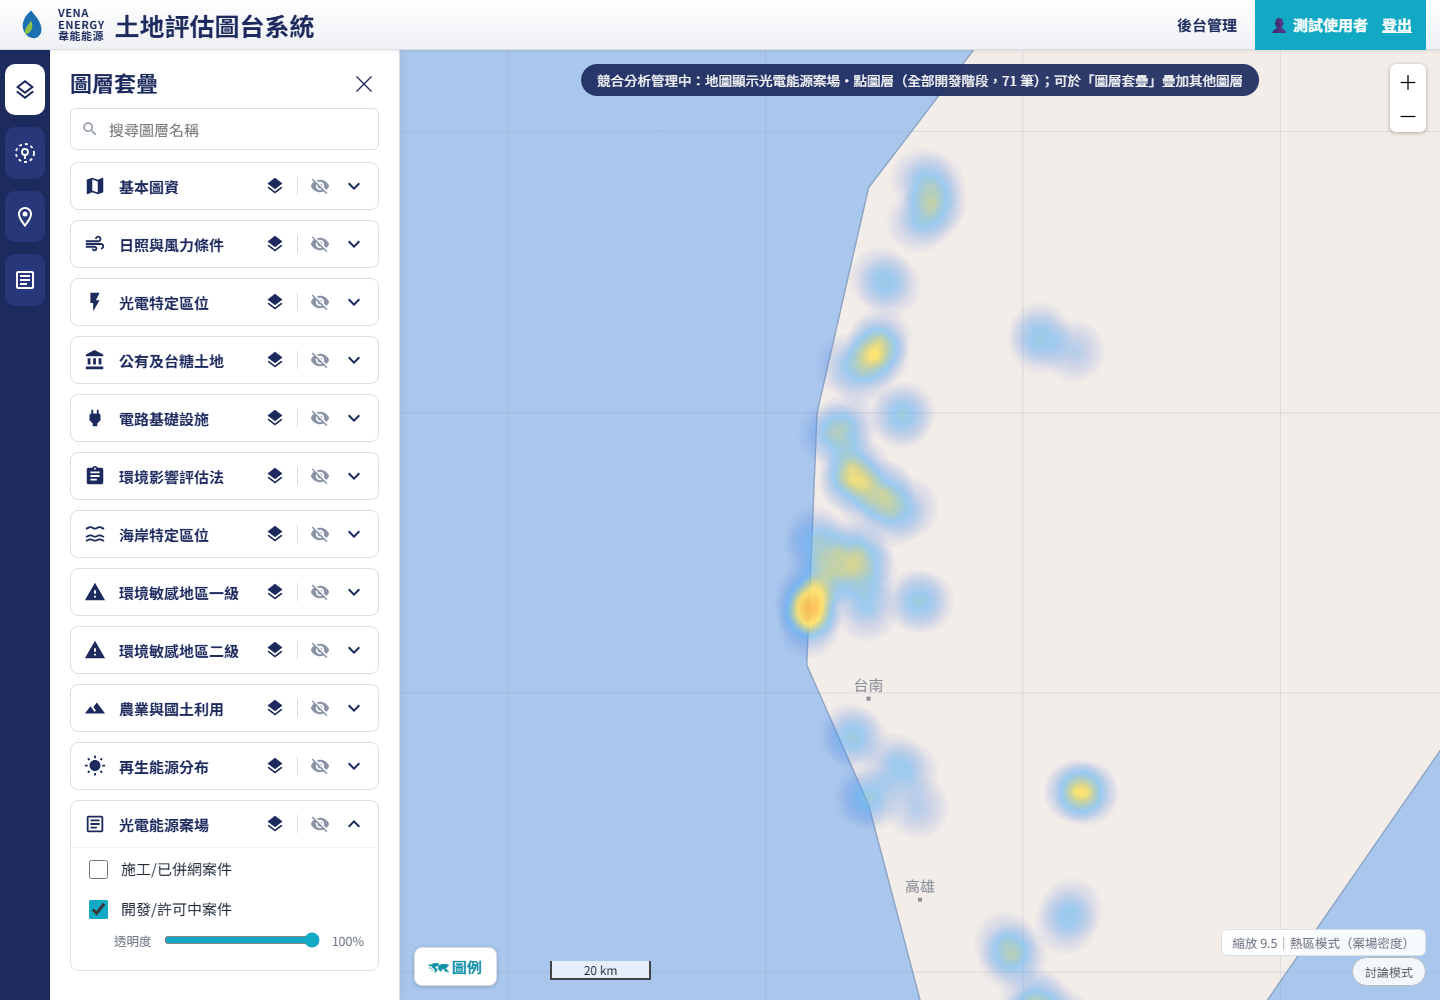 VENA
ENERGY
韋能能源
土地評估圖台系統
後台管理
測試使用者 登出
圖層套疊
搜尋圖層名稱
基本圖資
日照與風力條件
光電特定區位
公有及台糖土地
電路基礎設施
環境影響評估法
海岸特定區位
環境敏感地區一級
環境敏感地區二級
農業與國土利用
再生能源分布
光電能源案場
施工/已併網案件
開發/許可中案件
透明度 100%
競合分析管理中：地圖顯示光電能源案場・點圖層（全部開發階段，71 筆）；可於「圖層套疊」疊加其他圖層
台南
高雄
圖例
20 km
縮放 9.5｜熱區模式（案場密度）
討論模式